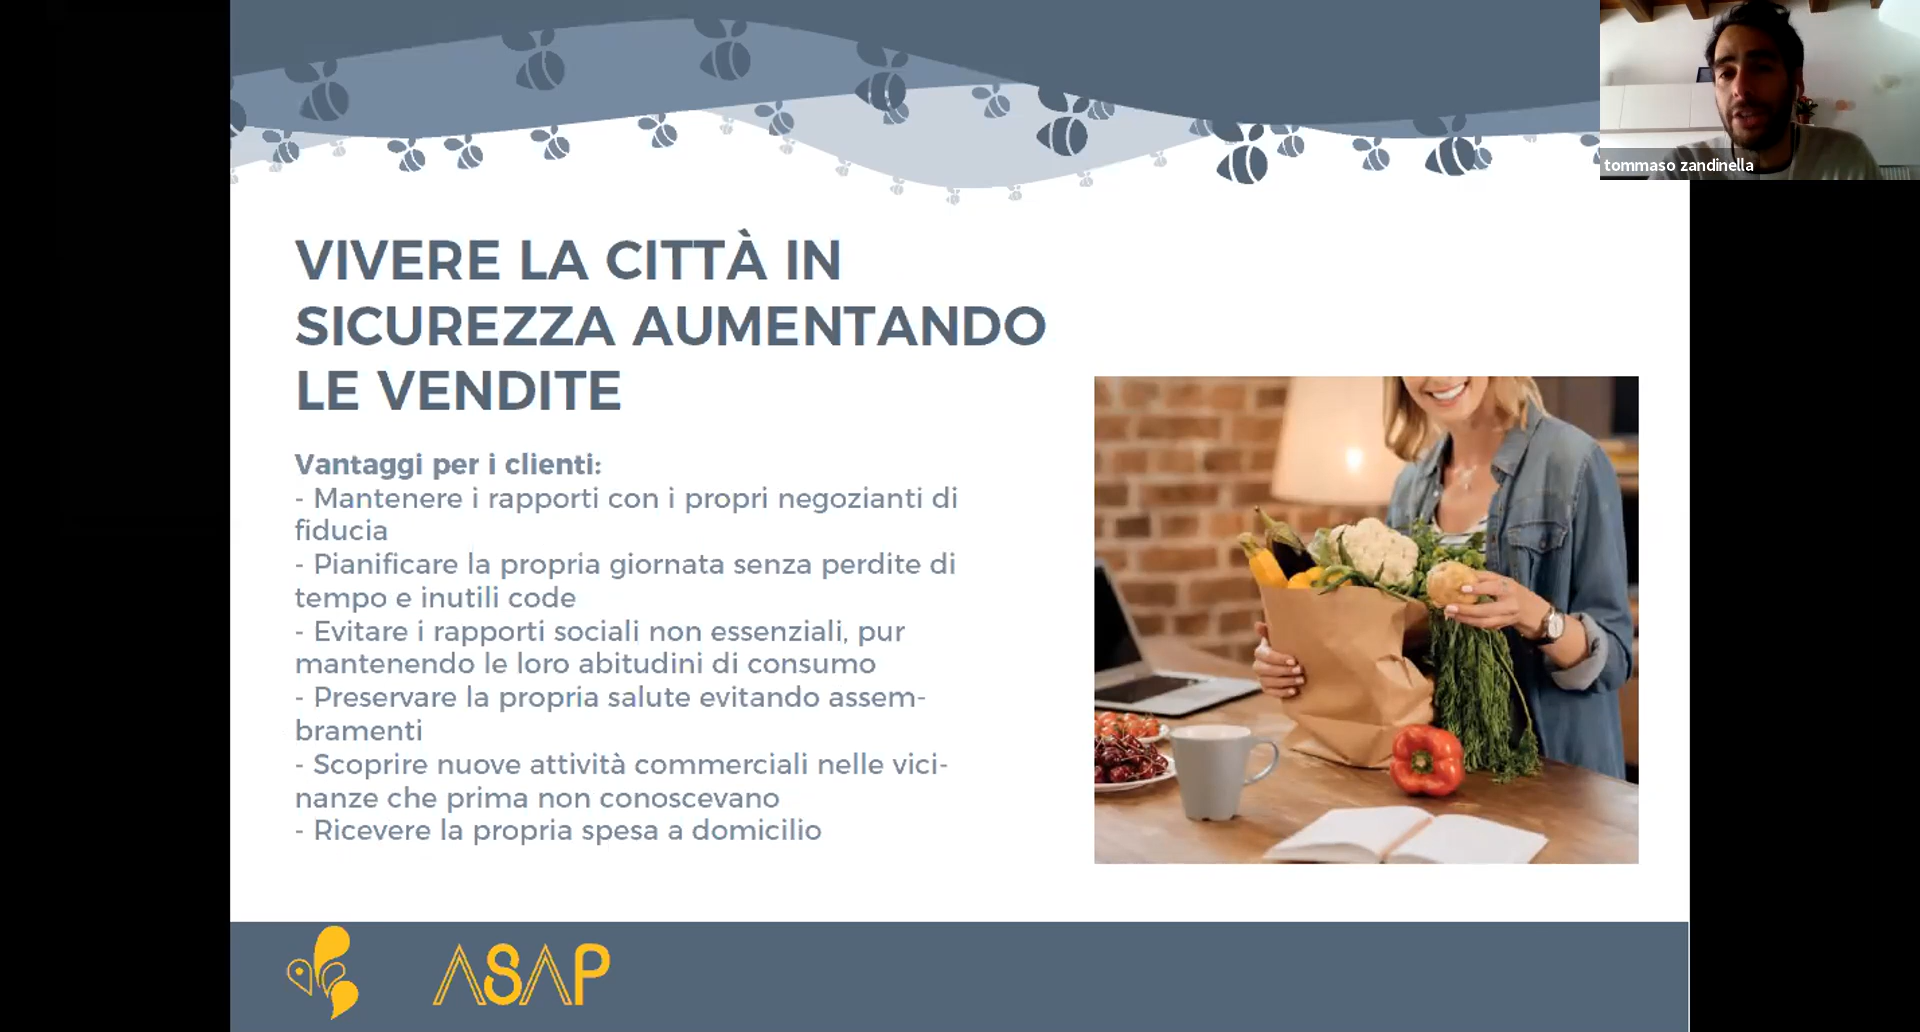 tommaso zandinella
VIVERE LA CITTÀ IN
SICUREZZA AUMENTANDO
LE VENDITE
Vantaggi per i clienti:
- Mantenere i rapporti con i propri negozianti di
fiducia
- Pianificare la propria giornata senza perdite di
tempo e inutili code
- Evitare i rapporti sociali non essenziali, pur
mantenendo le loro abitudini di consumo
- Preservare la propria salute evitando assem-
bramenti
- Scoprire nuove attività commerciali nelle vici-
nanze che prima non conoscevano
- Ricevere la propria spesa a domicilio
ASAP